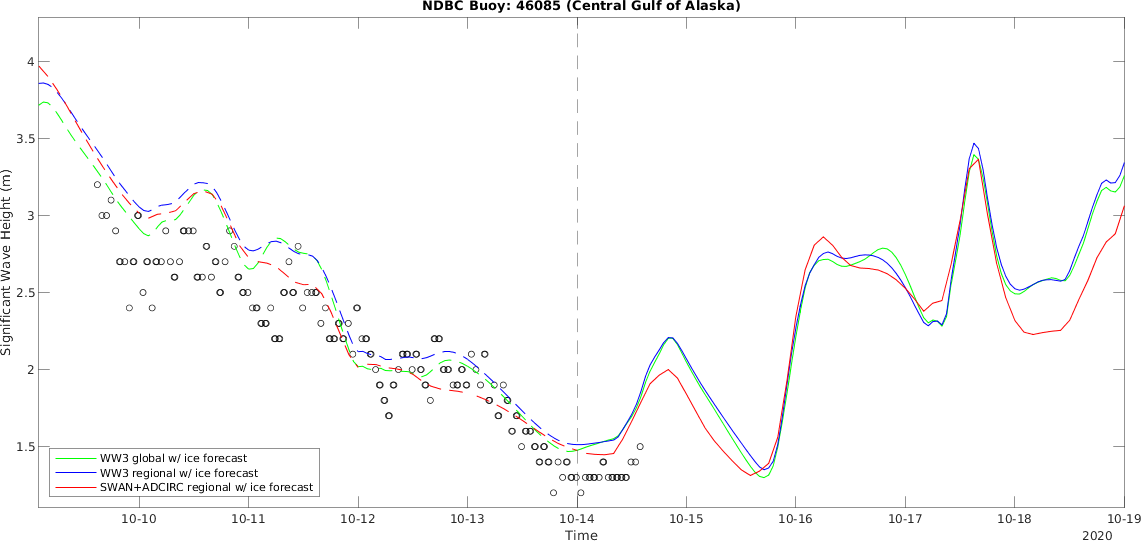 NDBC Buoy: 46085 (Central Gulf of Alaska)
Significant Wave Height (m)
4
3.5
3
2.5
2
1.5
WW3 global w/ ice forecast
WW3 regional w/ ice forecast
SWAN+ADCIRC regional w/ ice forecast
10-10 10-11 10-12 10-13 10-14 10-15 10-16 10-17 10-18 10-19
Time
2020